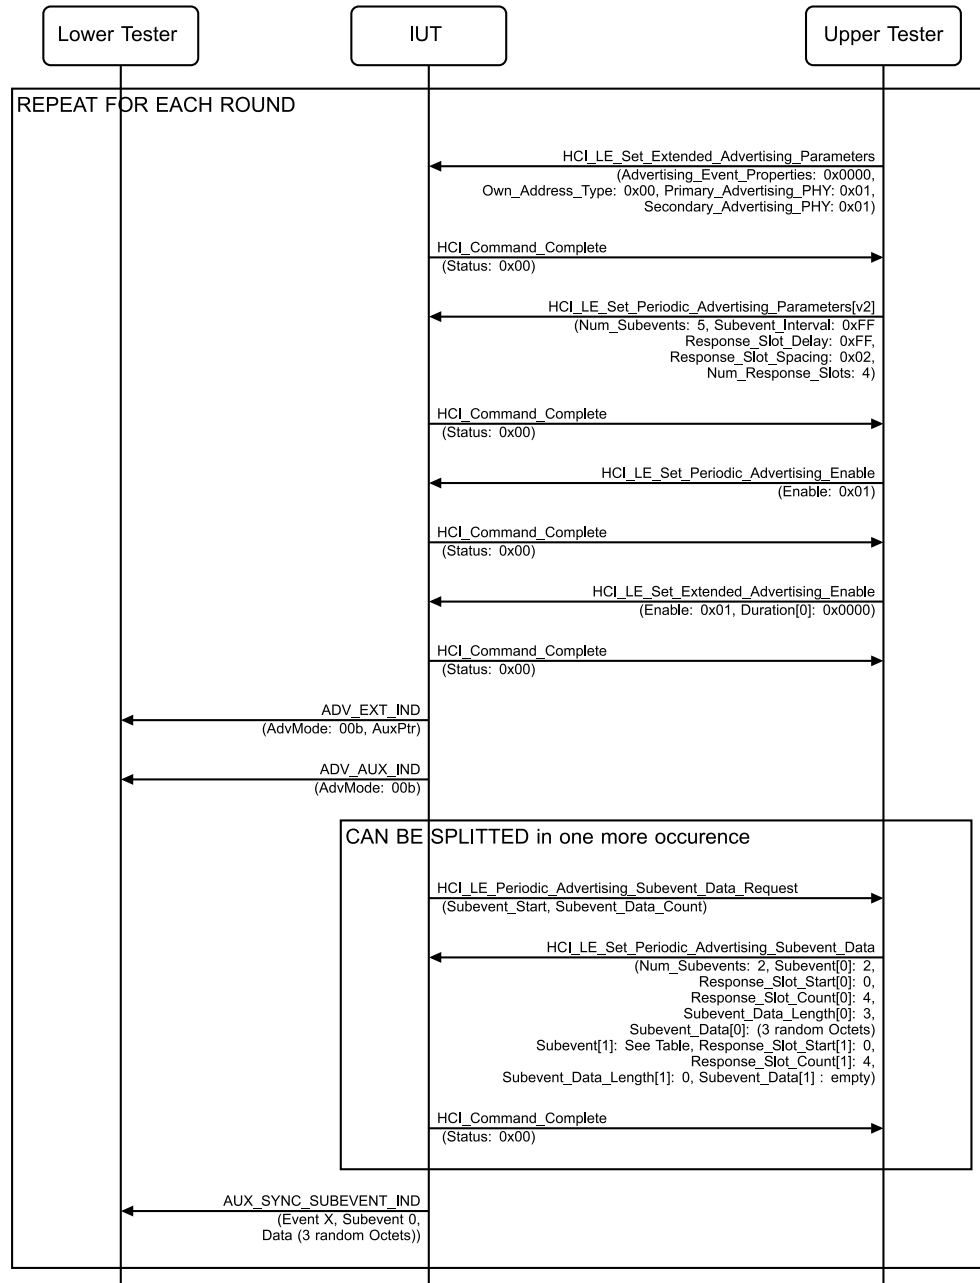 Lower Tester
IUT
Upper Tester
REPEAT FOR EACH ROUND
HCI_LE_Set_Extended_Advertising_Parameters
(Advertising_Event_Properties: 0x0000,
Own_Address_Type: 0x00, Primary_Advertising_PHY: 0x01,
Secondary_Advertising_PHY: 0x01)
HCI_Command_Complete
(Status: 0x00)
HCI_LE_Set_Periodic_Advertising_Parameters[v2]
(Num_Subevents: 5, Subevent_Interval: 0xFF
Response_Slot_Delay: 0xFF,
Response_Slot_Spacing: 0x02,
Num_Response_Slots: 4)
HCI_Command_Complete
(Status: 0x00)
HCI_LE_Set_Periodic_Advertising_Enable
(Enable: 0x01)
HCI_Command_Complete
(Status: 0x00)
HCI_LE_Set_Extended_Advertising_Enable
(Enable: 0x01, Duration[0]: 0x0000)
HCI_Command_Complete
(Status: 0x00)
ADV_EXT_IND
(AdvMode: 00b, AuxPtr)
ADV_AUX_IND
(AdvMode: 00b)
CAN BE SPLITTED in one more occurence
HCI_LE_Periodic_Advertising_Subevent_Data_Request
(Subevent_Start, Subevent_Data_Count)
HCI_LE_Set_Periodic_Advertising_Subevent_Data
(Num_Subevents: 2, Subevent[0]: 2,
Response_Slot_Start[0]: 0,
Response_Slot_Count[0]: 4,
Subevent_Data_Length[0]: 3,
Subevent_Data[0]: (3 random Octets)
Subevent[1]: See Table, Response_Slot_Start[1]: 0,
Response_Slot_Count[1]: 4,
Subevent_Data_Length[1]: 0, Subevent_Data[1] : empty)
HCI_Command_Complete
(Status: 0x00)
AUX_SYNC_SUBEVENT_IND
(Event X, Subevent 0,
Data (3 random Octets))